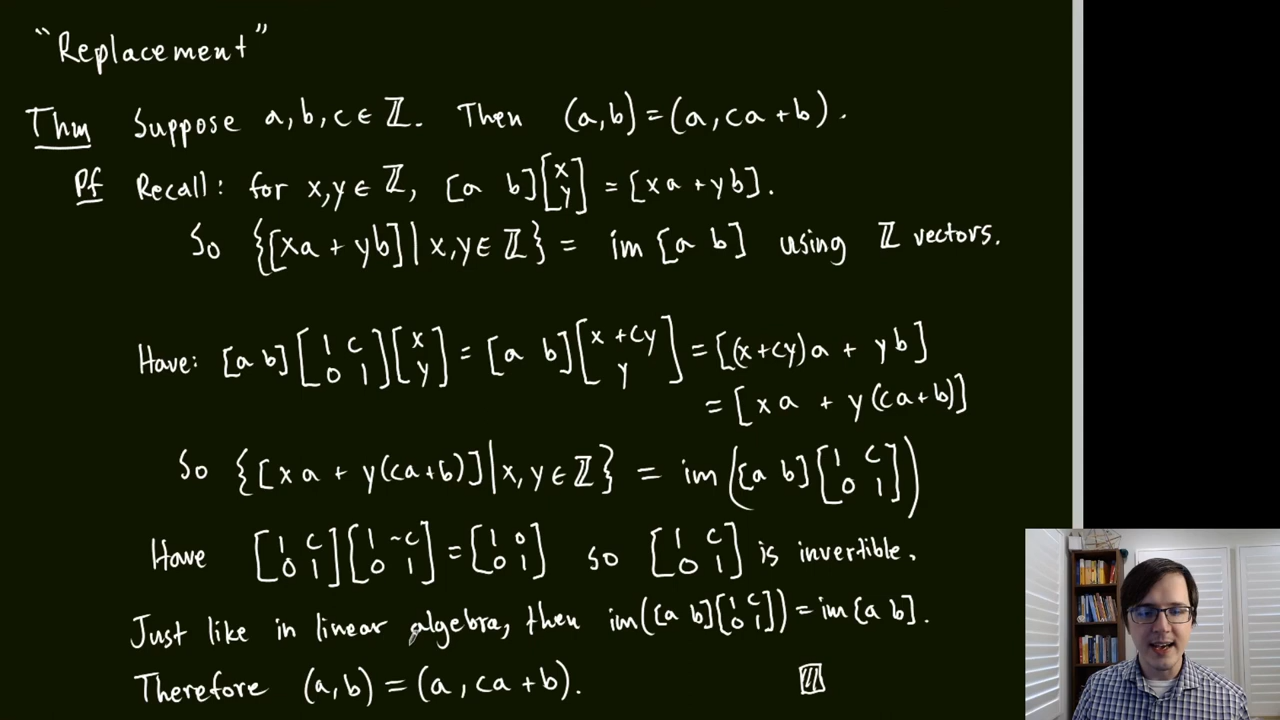 "Replacement"
Thm Suppose a, b, c ∈ ℤ. Then (a, b) = (a, ca + b).
Pf Recall: for x, y ∈ ℤ, [a b][x; y] = [xa + yb].
So {[xa + yb] | x, y ∈ ℤ} = im [a b] using ℤ vectors.
Have: [a b][1 c; 0 1][x; y] = [a b][x + cy; y] = [(x+cy)a + yb]
= [xa + y(ca+b)]
So {[xa + y(ca+b)] | x, y ∈ ℤ} = im([a b][1 c; 0 1])
Have [1 c; 0 1][1 -c; 0 1] = [1 0; 0 1] so [1 c; 0 1] is invertible.
Just like in linear algebra, then im([a b][1 c; 0 1]) = im [a b].
Therefore (a, b) = (a, ca + b).